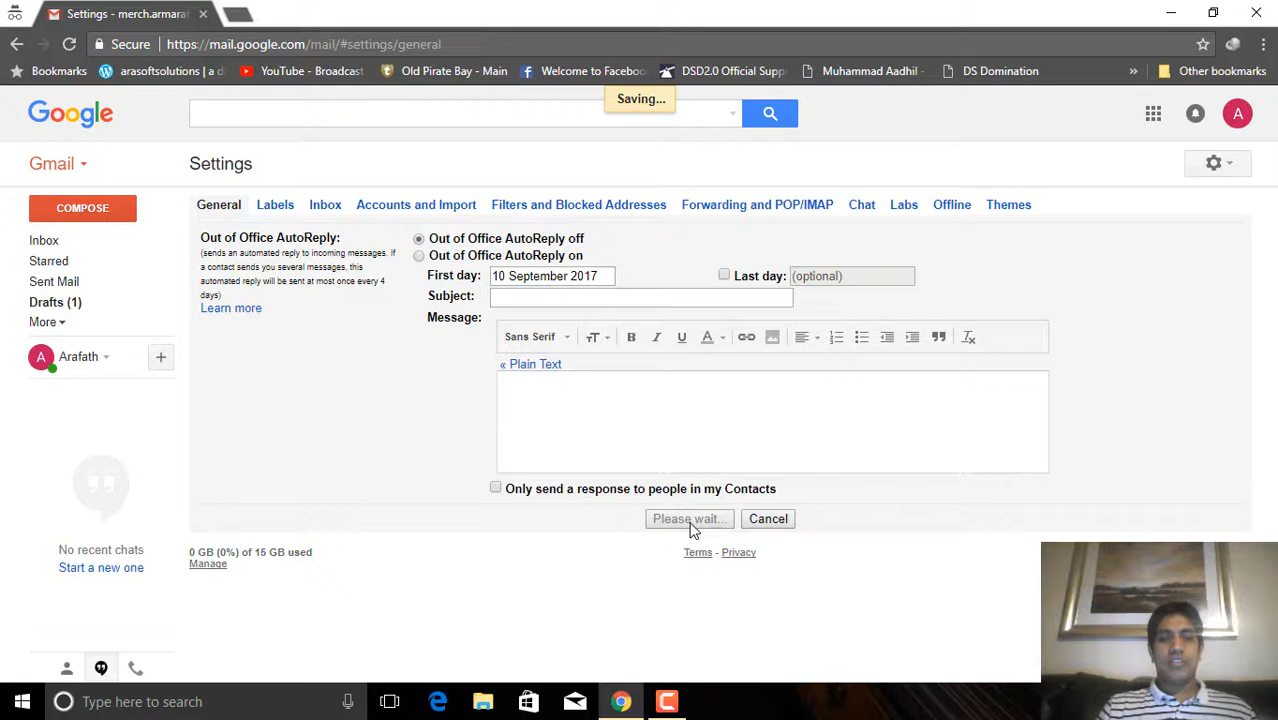 Settings - merch.armaraf
Secure
https://mail.google.com/mail/#settings/general
Bookmarks
arasoftsolutions | a d
YouTube - Broadcast
Old Pirate Bay - Main
Welcome to Faceboo
DSD2.0 Official Supp
Muhammad Aadhil -
DS Domination
»
Other bookmarks
Saving...
Google
A
Gmail
Settings
COMPOSE
General
Labels
Inbox
Accounts and Import
Filters and Blocked Addresses
Forwarding and POP/IMAP
Chat
Labs
Offline
Themes
Inbox
Starred
Sent Mail
Drafts (1)
More
A
Arafath
+
No recent chats
Start a new one
Out of Office AutoReply:
(sends an automated reply to incoming messages. If
a contact sends you several messages, this
automated reply will be sent at most once every 4
days)
Learn more
Out of Office AutoReply off
Out of Office AutoReply on
First day: 10 September 2017
Last day: (optional)
Subject:
Message:
Sans Serif
B I U A
« Plain Text
Only send a response to people in my Contacts
Please wait...
Cancel
0 GB (0%) of 15 GB used
Manage
Terms - Privacy
Type here to search